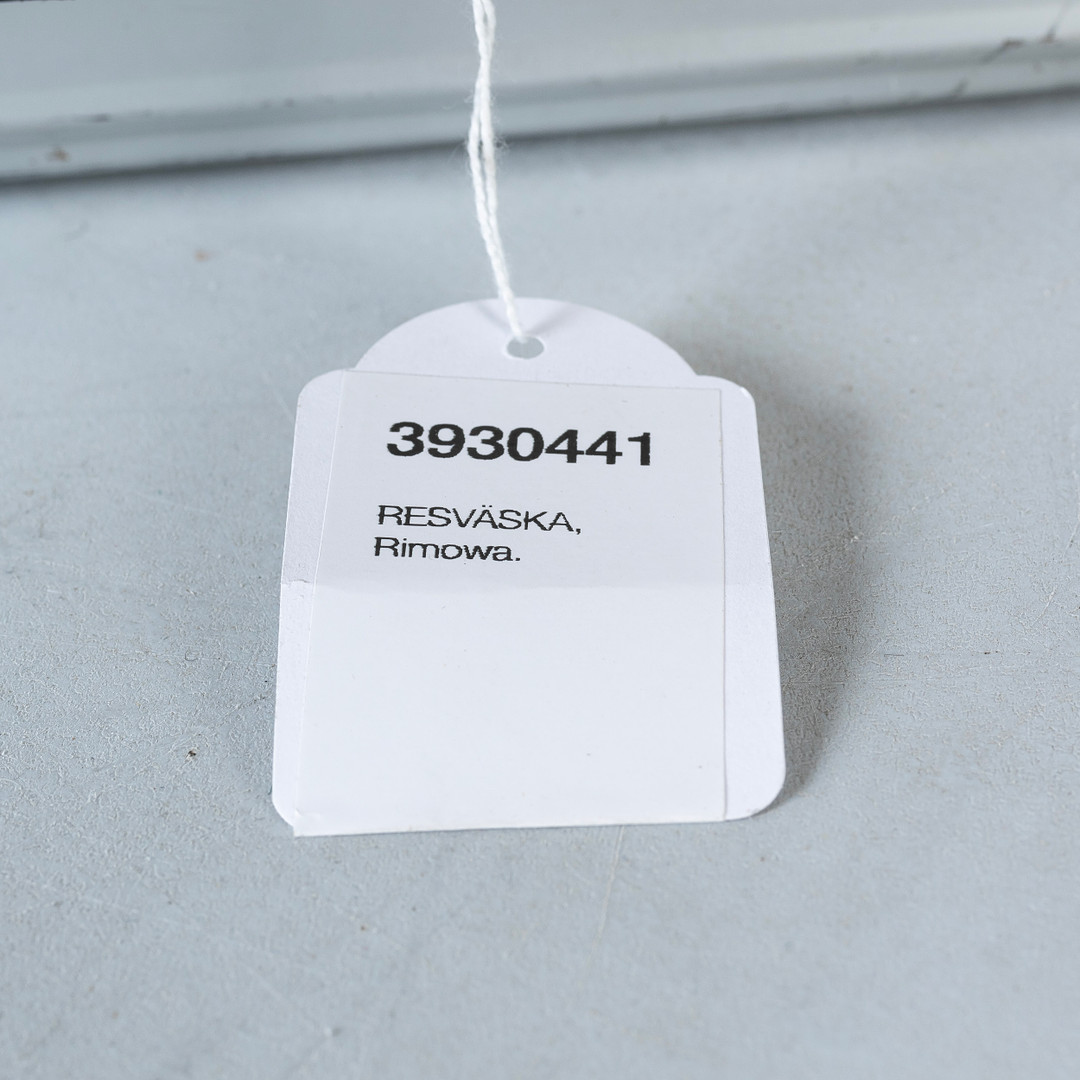 3930441
RESVÄSKA,
Rimowa.